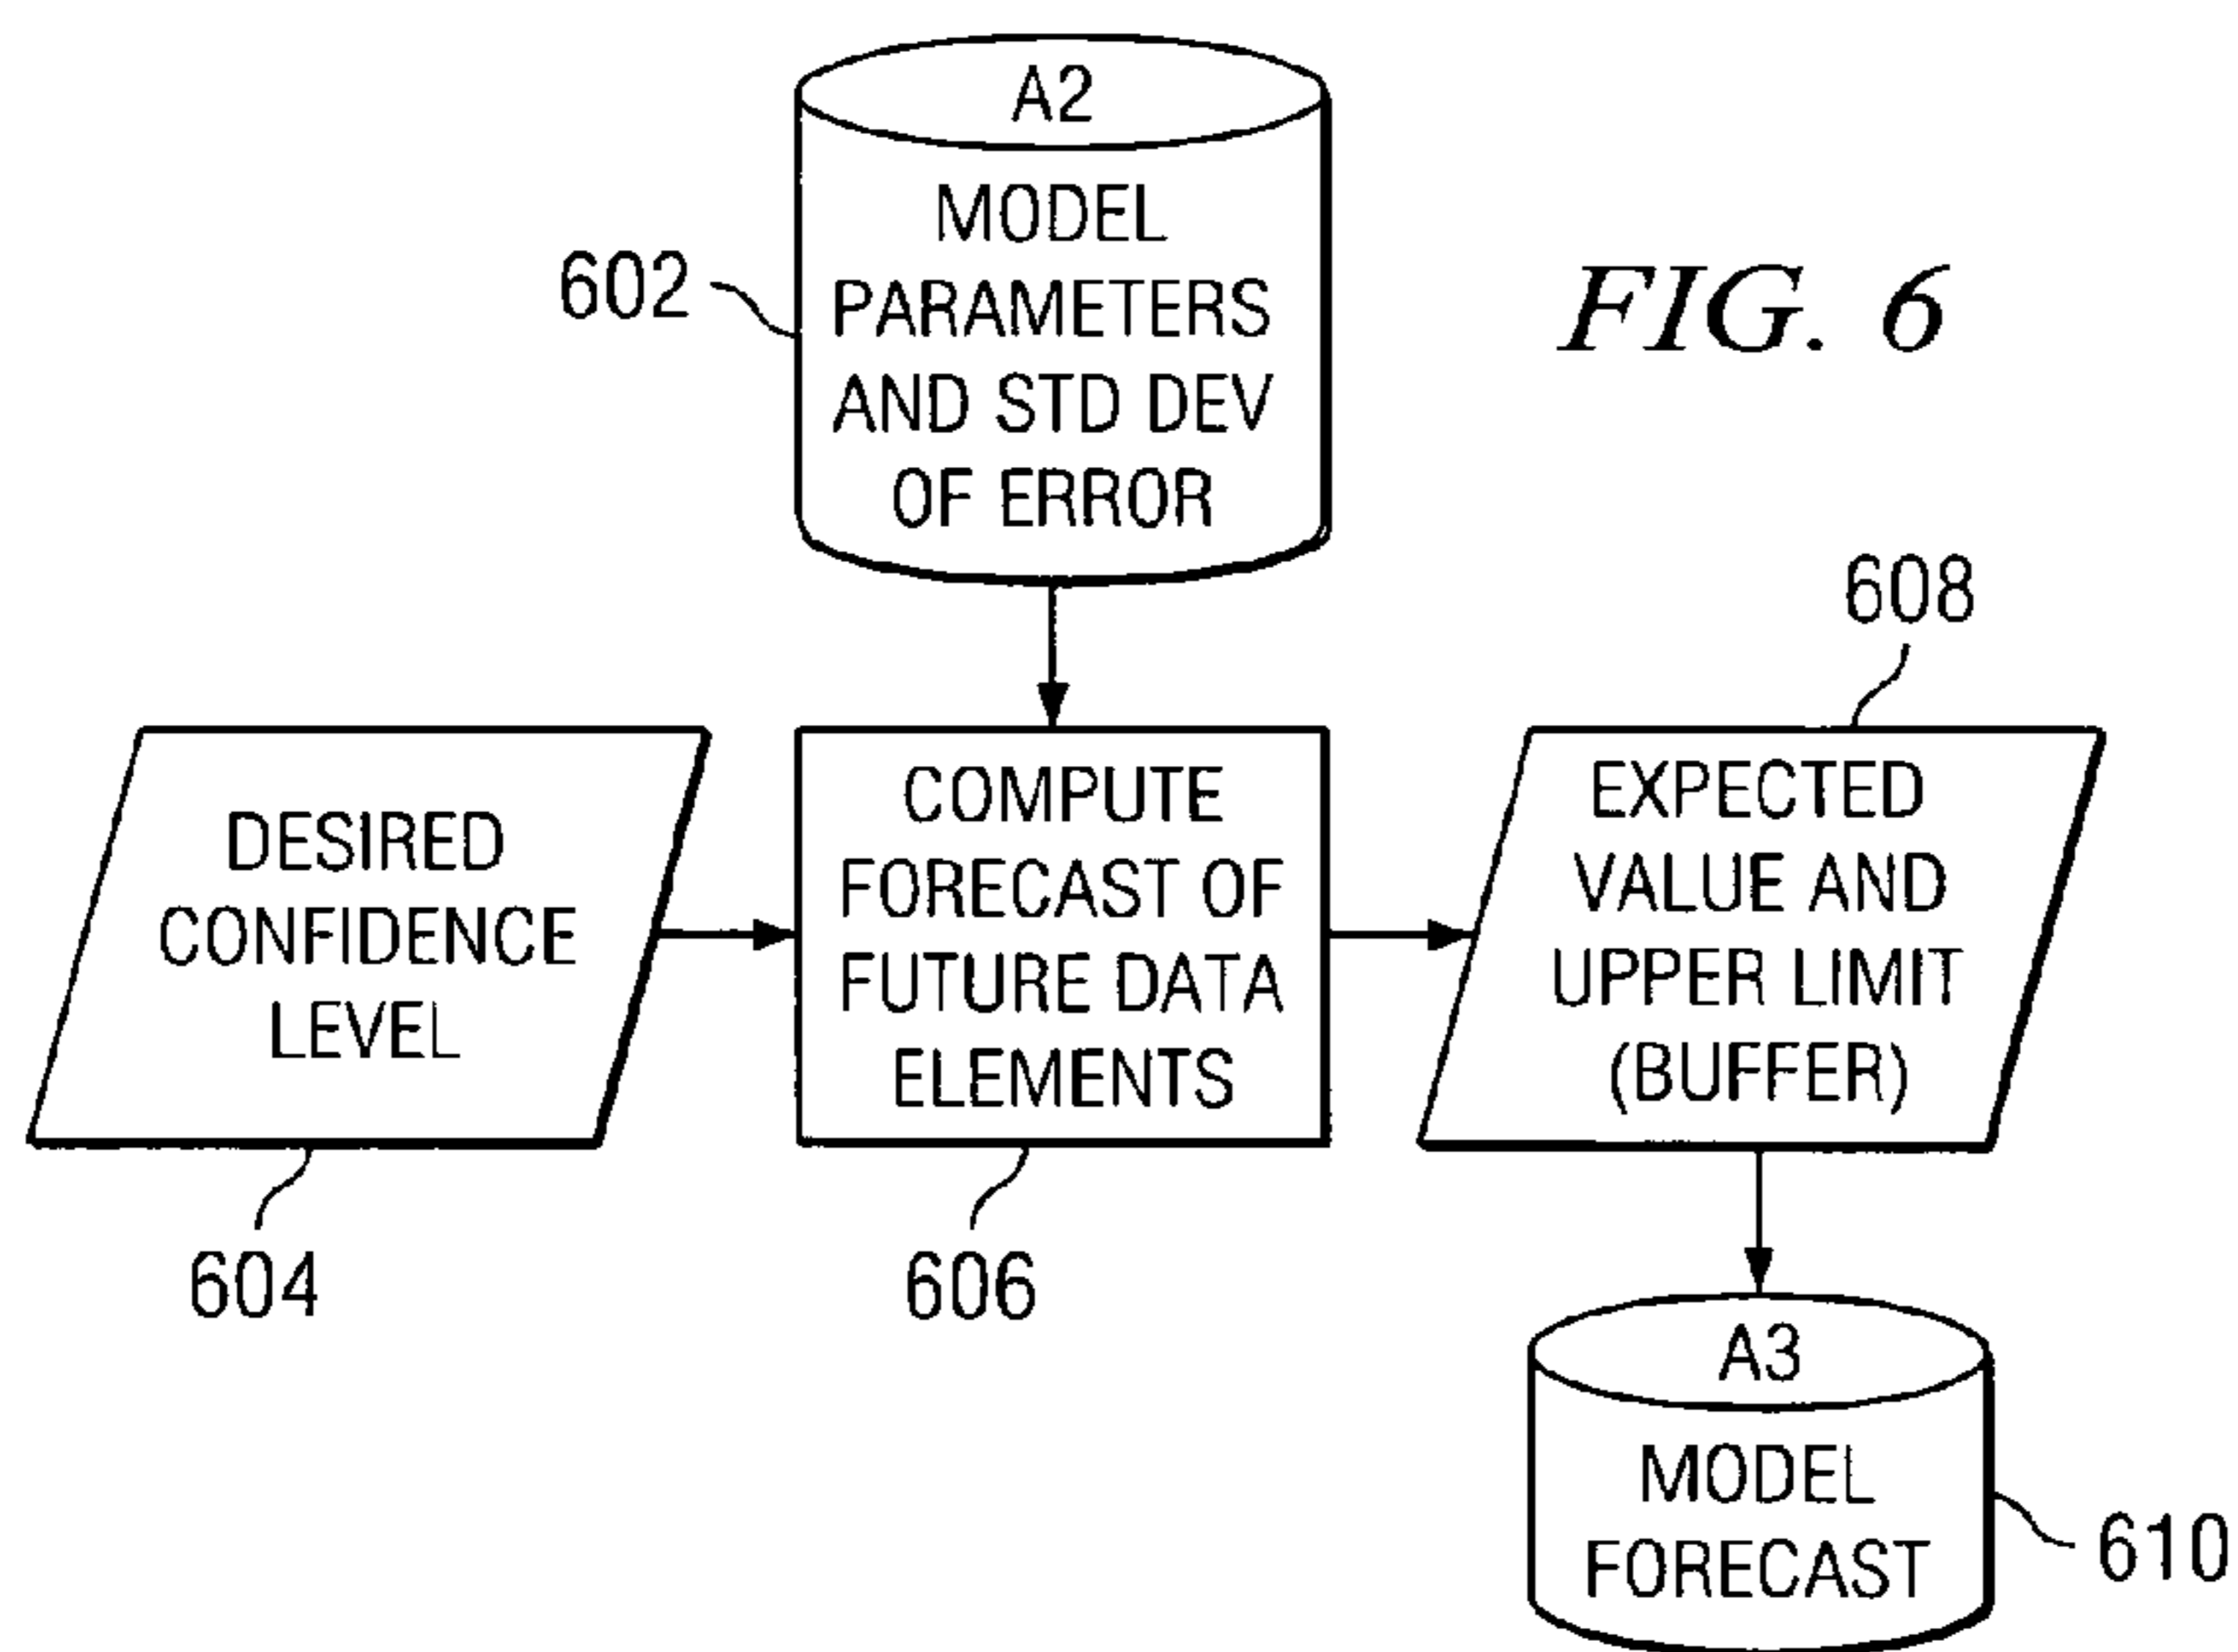 A2
MODEL
PARAMETERS
AND STD DEV
OF ERROR
602
FIG. 6
608
DESIRED
CONFIDENCE
LEVEL
COMPUTE
FORECAST OF
FUTURE DATA
ELEMENTS
EXPECTED
VALUE AND
UPPER LIMIT
(BUFFER)
604
606
A3
MODEL
FORECAST
610